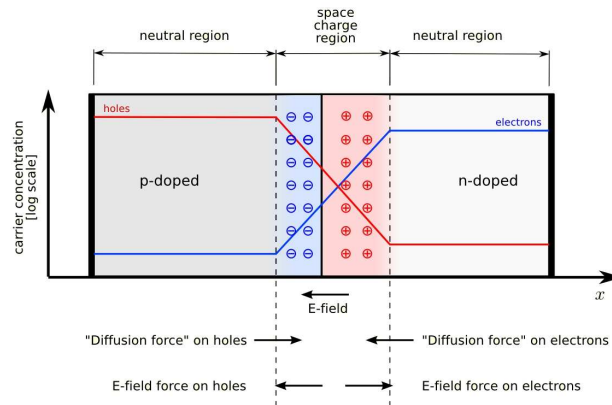 neutral region
space
charge
region
neutral region
carrier concentration
[log scale]
holes
electrons
p-doped
n-doped
x
E-field
"Diffusion force" on holes
"Diffusion force" on electrons
E-field force on holes
E-field force on electrons